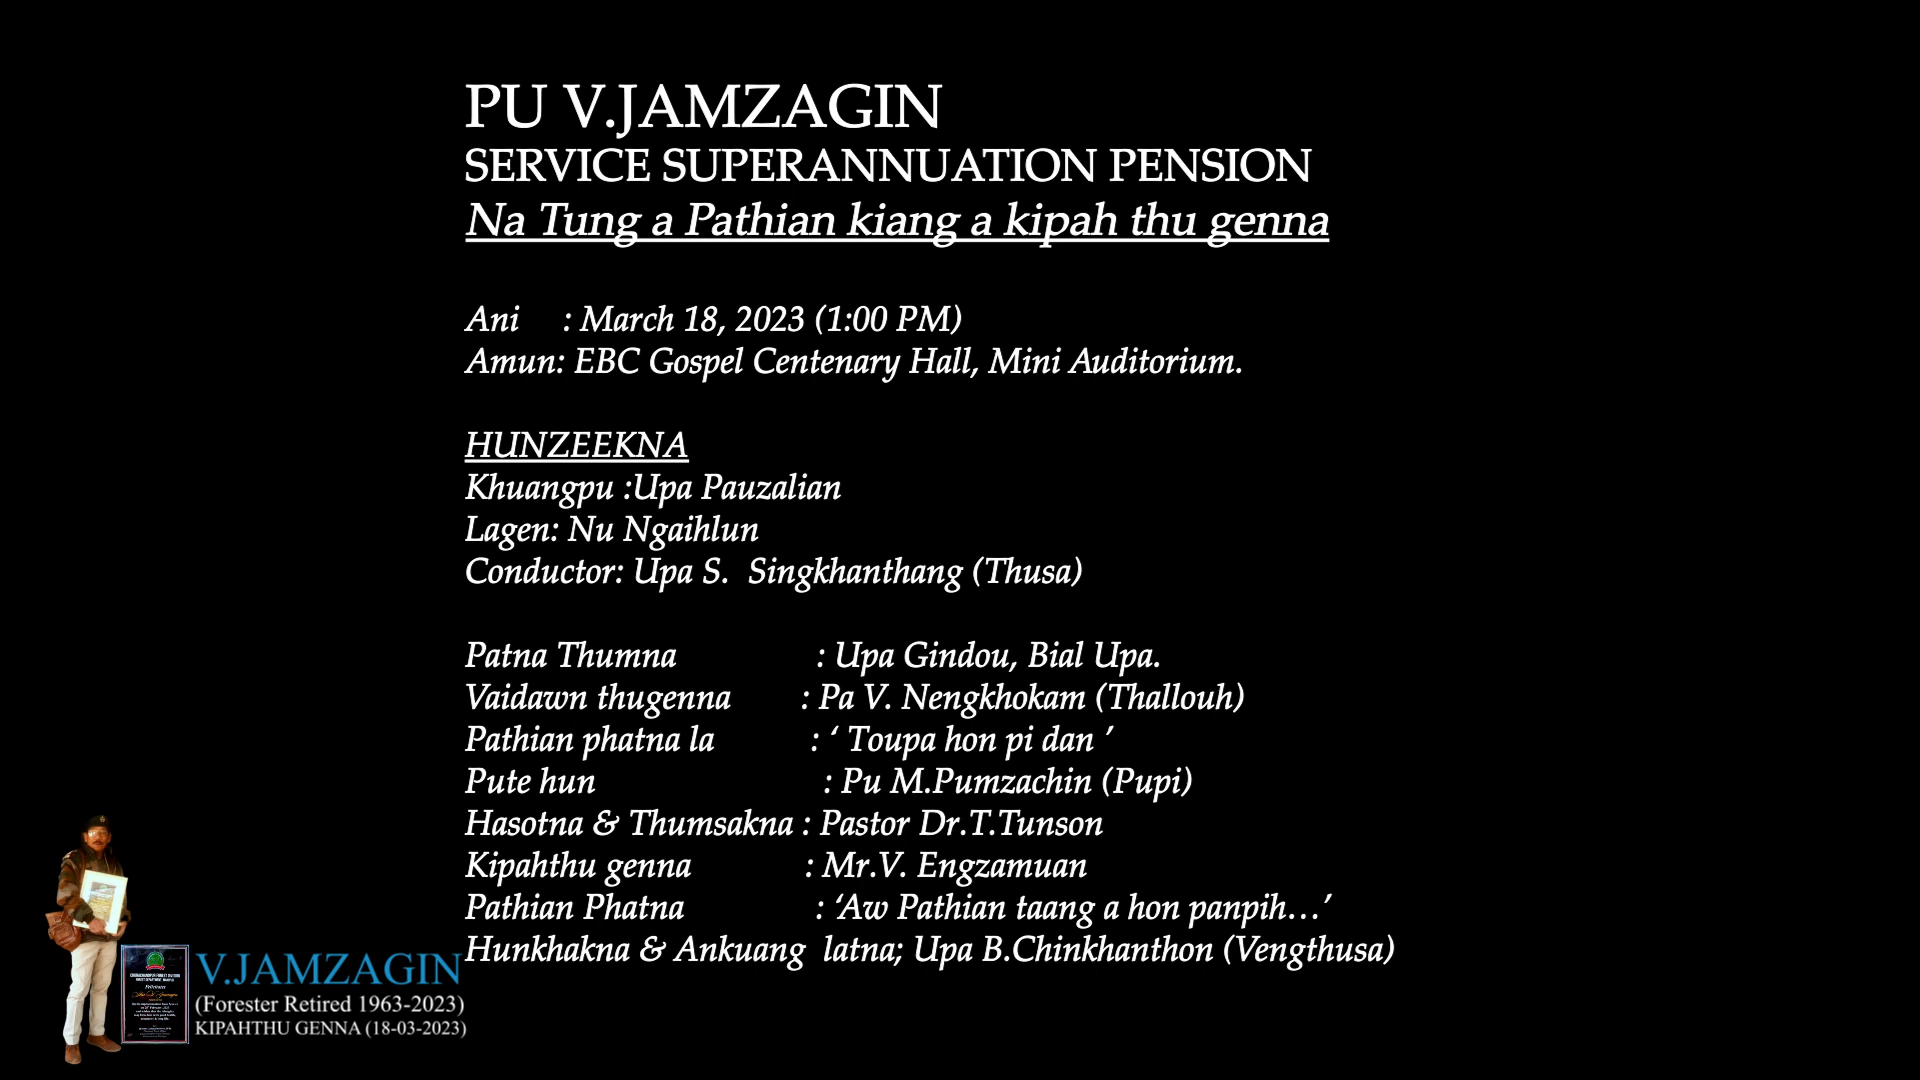 PU V.JAMZAGIN
SERVICE SUPERANNUATION PENSION
Na Tung a Pathian kiang a kipah thu genna
Ani : March 18, 2023 (1:00 PM)
Amun: EBC Gospel Centenary Hall, Mini Auditorium.
HUNZEEKNA
Khuangpu :Upa Pauzalian
Lagen: Nu Ngaihlun
Conductor: Upa S. Singkhanthang (Thusa)
Patna Thumna : Upa Gindou, Bial Upa.
Vaidawn thugenna : Pa V. Nengkhokam (Thallouh)
Pathian phatna la : ‘ Toupa hon pi dan ’
Pute hun : Pu M.Pumzachin (Pupi)
Hasotna & Thumsakna : Pastor Dr.T.Tunson
Kipahthu genna : Mr.V. Engzamuan
Pathian Phatna : ‘Aw Pathian taang a hon panpih…’
Hunkhakna & Ankuang latna; Upa B.Chinkhanthon (Vengthusa)
V.JAMZAGIN
(Forester Retired 1963-2023)
KIPAHTHU GENNA (18-03-2023)